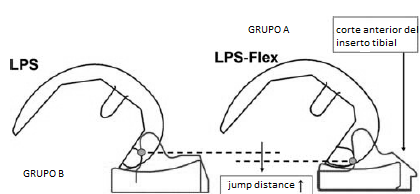 GRUPO A
corte anterior del
inserto tibial
LPS
LPS-Flex
GRUPO B
jump distance ↑